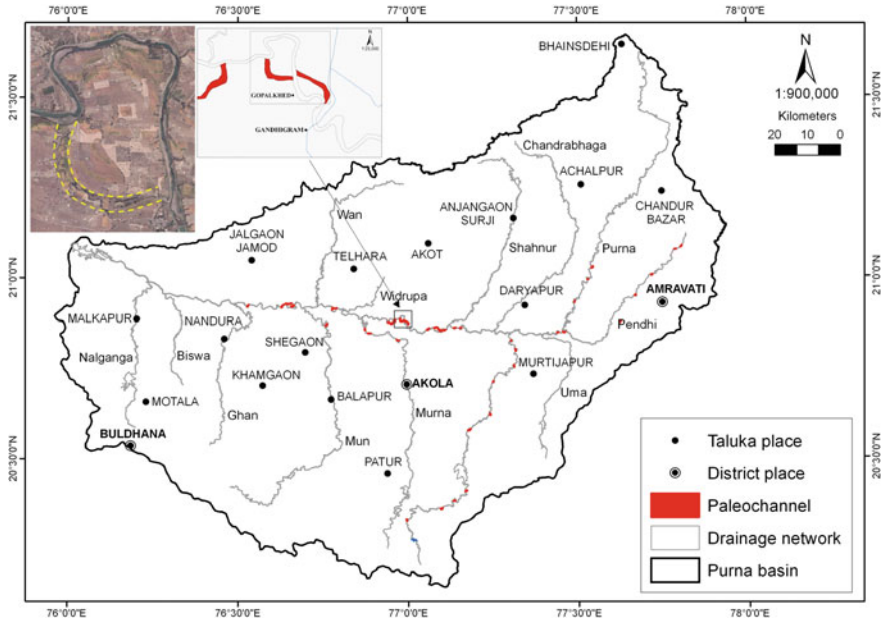 76°0'0"E
76°30'0"E
77°0'0"E
77°30'0"E
78°0'0"E
21°30'0"N
21°0'0"N
20°30'0"N
21°30'0"N
21°0'0"N
20°30'0"N
N
GOPALKHED
GANDHIGRAM
BHAINSDEHI
N
1:900,000
Kilometers
20 10 0
Chandrabhaga
ACHALPUR
CHANDUR
BAZAR
ANJANGAON
SURJI
Wan
JALGAON
JAMOD
TELHARA
AKOT
Shahnur
Purna
Widrupa
DARYAPUR
AMRAVATI
Pendhi
MALKAPUR
NANDURA
Nalganga
Biswa
SHEGAON
KHAMGAON
MOTALA
Ghan
BALAPUR
AKOLA
Murna
MURTIJAPUR
Uma
BULDHANA
Mun
PATUR
Taluka place
District place
Paleochannel
Drainage network
Purna basin
76°0'0"E
76°30'0"E
77°0'0"E
77°30'0"E
78°0'0"E